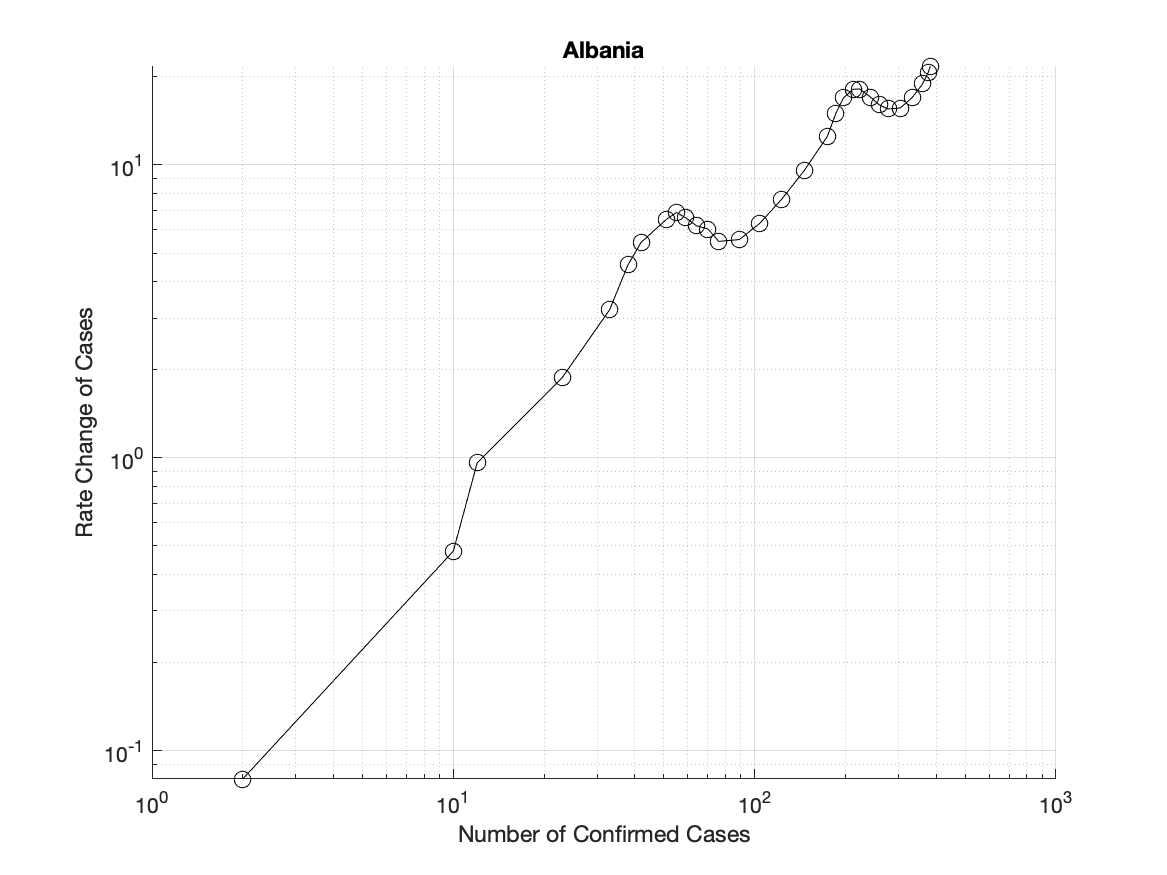 Albania
Rate Change of Cases
10^1
10^0
10^-1
10^0 10^1 10^2 10^3
Number of Confirmed Cases